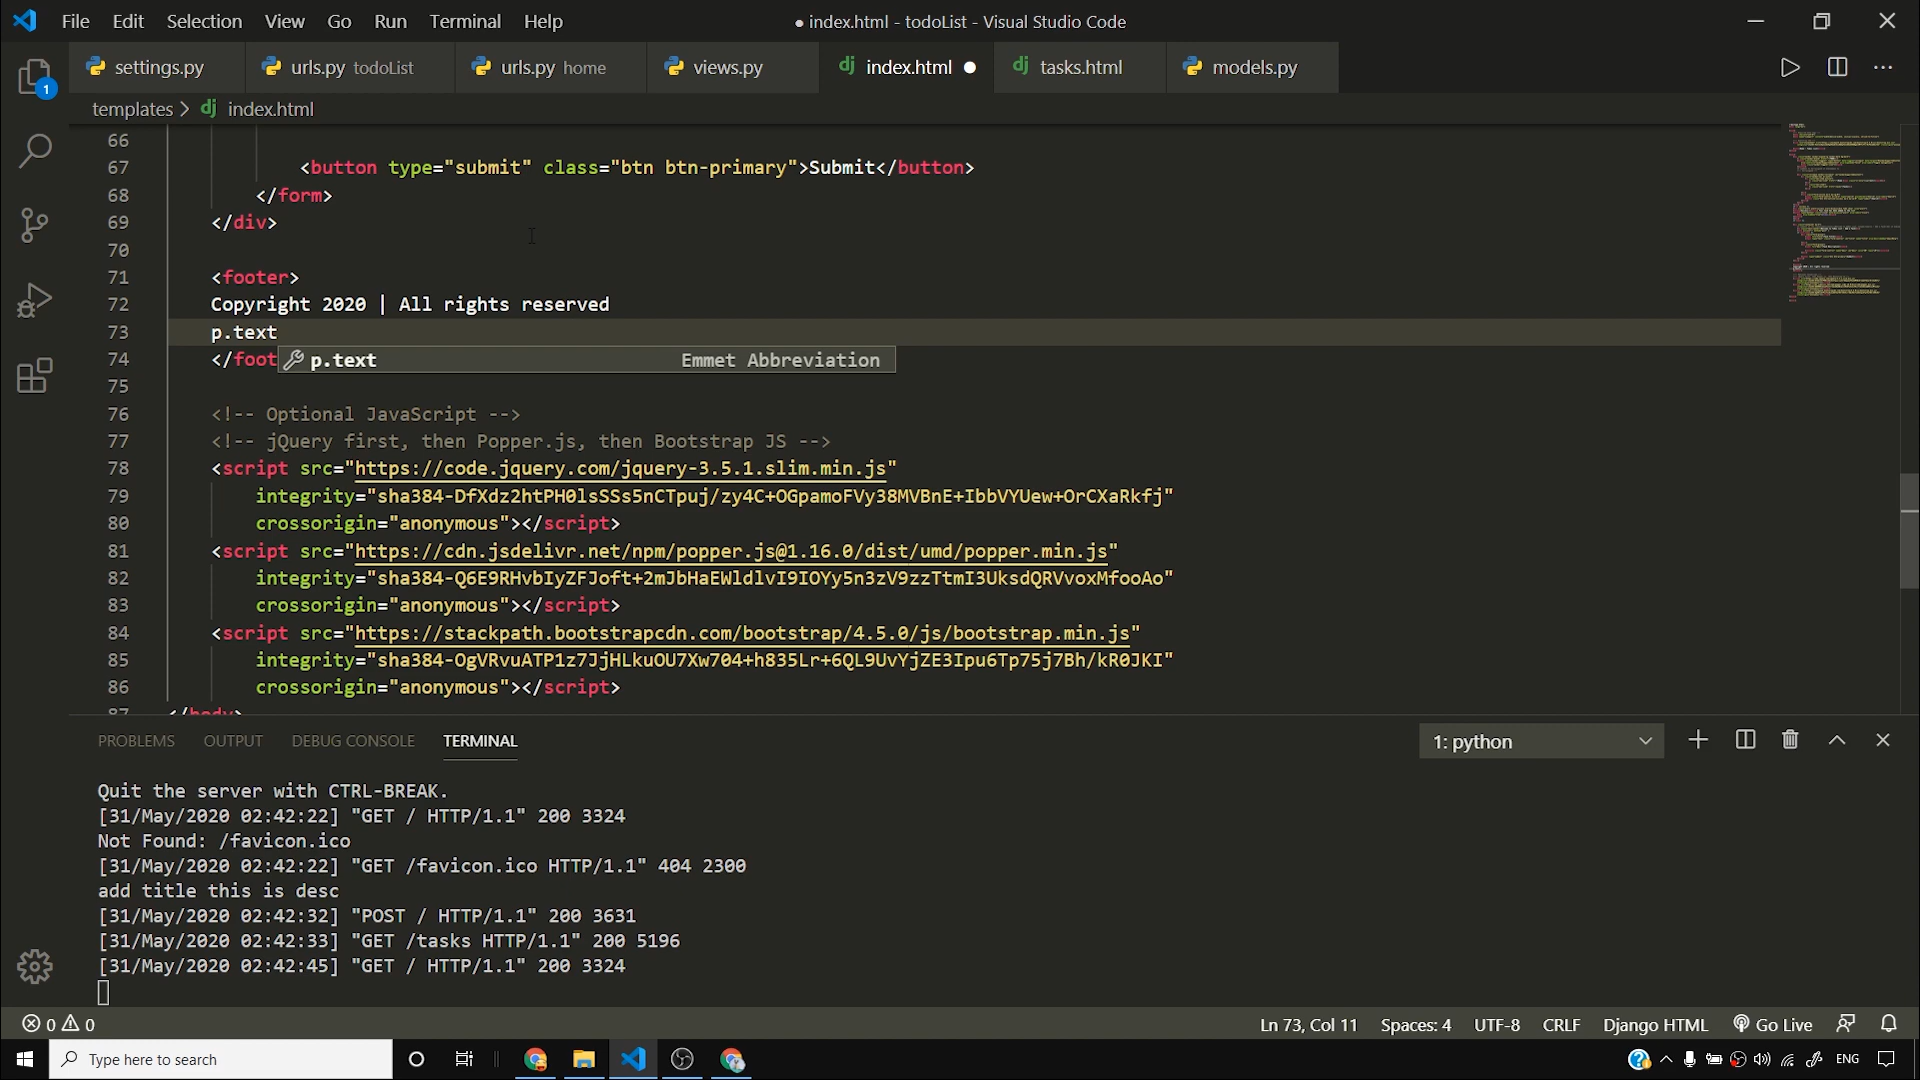 File Edit Selection View Go Run Terminal Help ● index.html - todoList - Visual Studio Code
settings.py urls.py todoList urls.py home views.py dj index.html ● dj tasks.html models.py
1
templates > dj index.html
66
67 <button type="submit" class="btn btn-primary">Submit</button>
68 </form>
69 </div>
70
71 <footer>
72 Copyright 2020 | All rights reserved
73 p.text
74 </foot p.text Emmet Abbreviation
75
76 <!-- Optional JavaScript -->
77 <!-- jQuery first, then Popper.js, then Bootstrap JS -->
78 <script src="https://code.jquery.com/jquery-3.5.1.slim.min.js"
79 integrity="sha384-DfXdz2htPH0lsSSs5nCTpuj/zy4C+OGpamoFVy38MVBnE+IbbVYUew+OrCXaRkfj"
80 crossorigin="anonymous"></script>
81 <script src="https://cdn.jsdelivr.net/npm/popper.js@1.16.0/dist/umd/popper.min.js"
82 integrity="sha384-Q6E9RHvbIyZFJoft+2mJbHaEWldlvI9IOYy5n3zV9zzTtmI3UksdQRVvoxMfooAo"
83 crossorigin="anonymous"></script>
84 <script src="https://stackpath.bootstrapcdn.com/bootstrap/4.5.0/js/bootstrap.min.js"
85 integrity="sha384-OgVRvuATP1z7JjHLkuOU7Xw704+h835Lr+6QL9UvYjZE3Ipu6Tp75j7Bh/kR0JKI"
86 crossorigin="anonymous"></script>
87 </body>
PROBLEMS OUTPUT DEBUG CONSOLE TERMINAL 1: python
Quit the server with CTRL-BREAK.
[31/May/2020 02:42:22] "GET / HTTP/1.1" 200 3324
Not Found: /favicon.ico
[31/May/2020 02:42:22] "GET /favicon.ico HTTP/1.1" 404 2300
add title this is desc
[31/May/2020 02:42:32] "POST / HTTP/1.1" 200 3631
[31/May/2020 02:42:33] "GET /tasks HTTP/1.1" 200 5196
[31/May/2020 02:42:45] "GET / HTTP/1.1" 200 3324
0 0 Ln 73, Col 11 Spaces: 4 UTF-8 CRLF Django HTML Go Live
Type here to search ENG